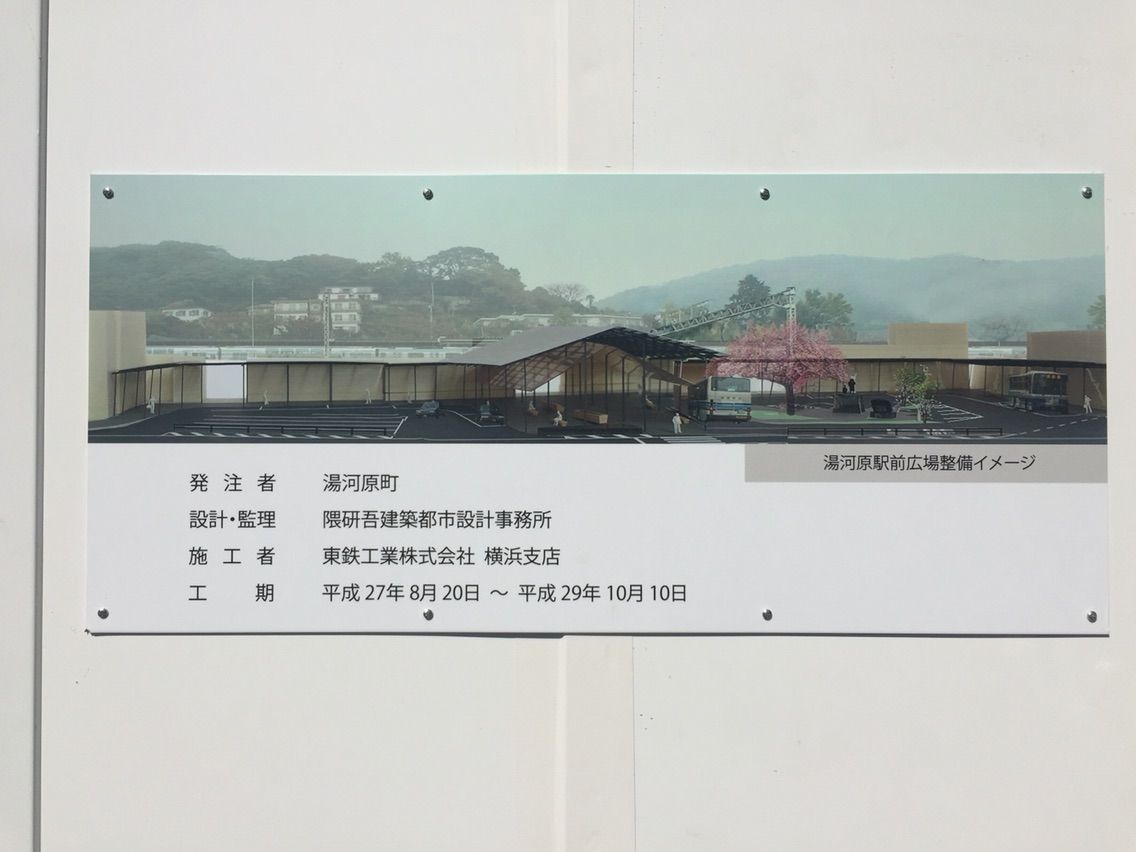 湯河原駅前広場整備イメージ
発 注 者 湯河原町
設計・監理 隈研吾建築都市設計事務所
施 工 者 東鉄工業株式会社 横浜支店
工 期 平成 27年 8月 20日 ～ 平成 29年 10月 10日